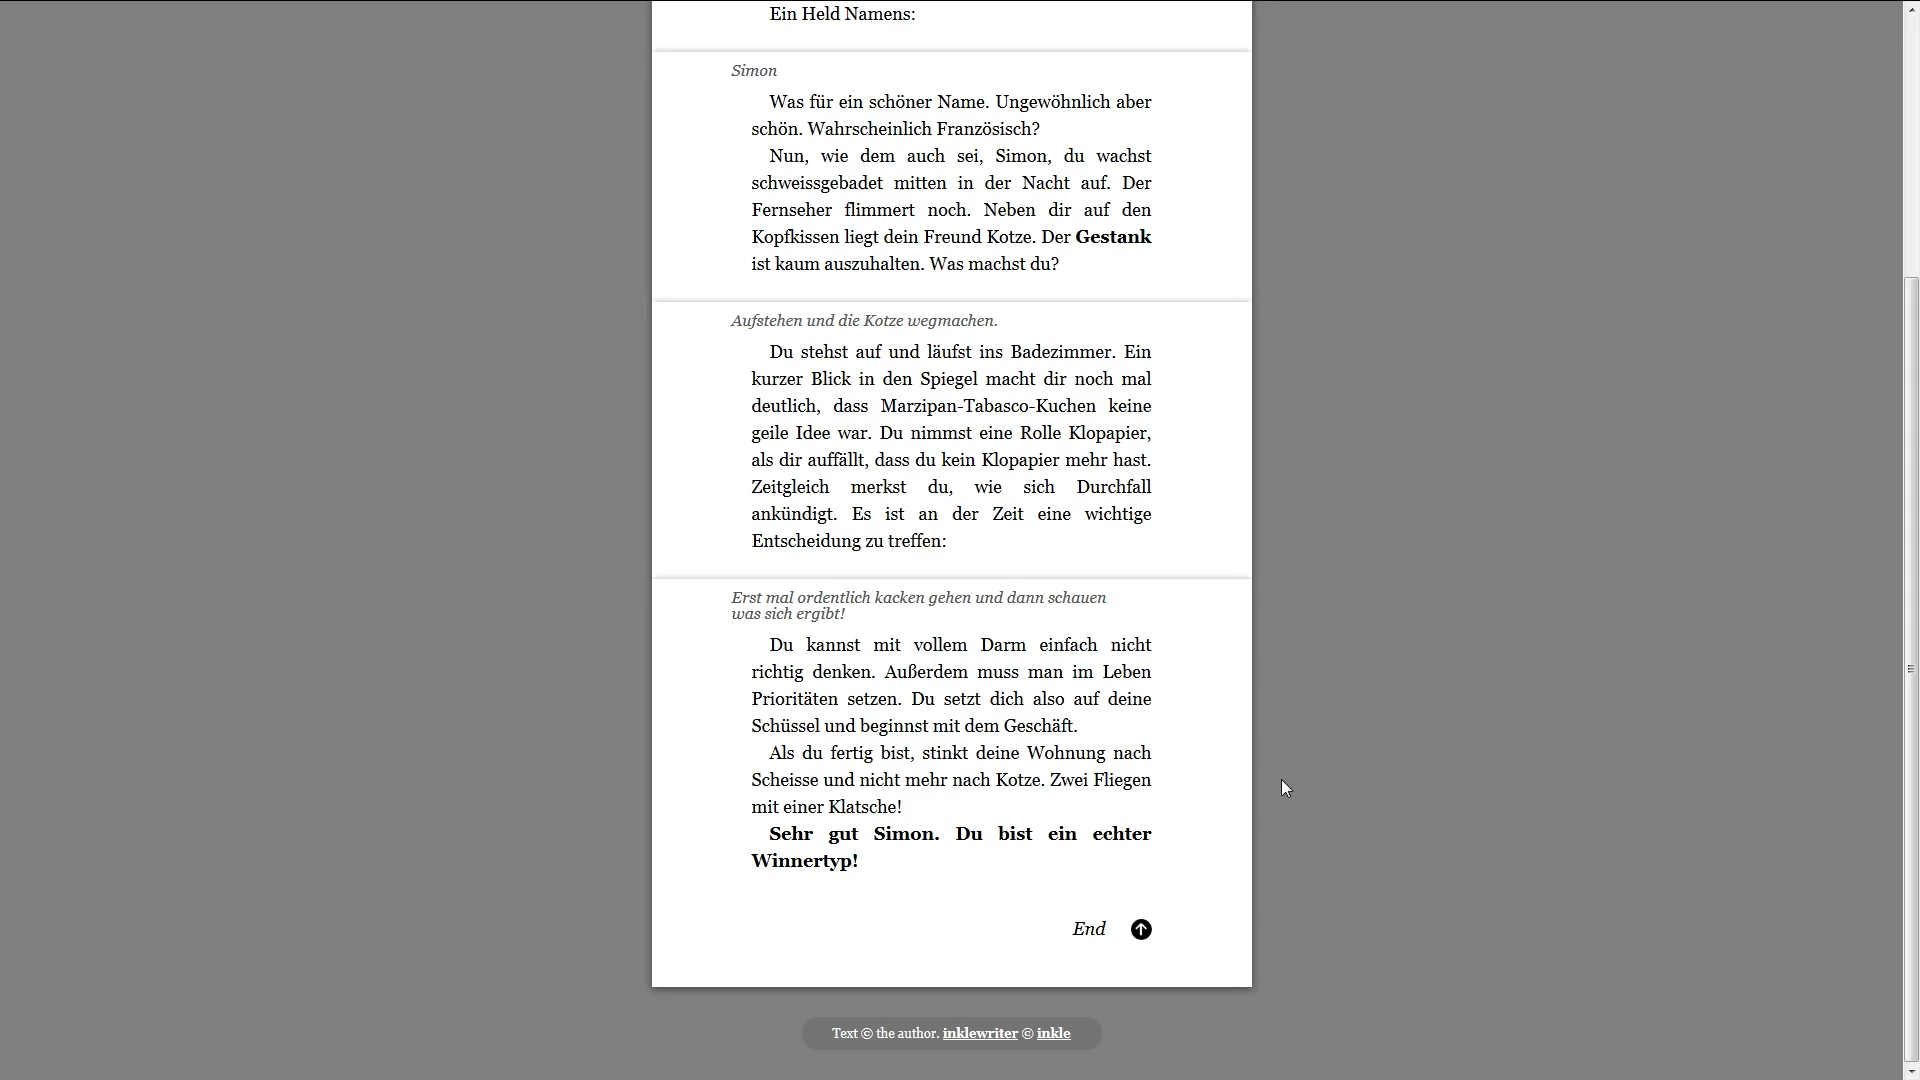 Ein Held Namens:
Simon
Was für ein schöner Name. Ungewöhnlich aber
schön. Wahrscheinlich Französisch?
Nun, wie dem auch sei, Simon, du wachst
schweissgebadet mitten in der Nacht auf. Der
Fernseher flimmert noch. Neben dir auf den
Kopfkissen liegt dein Freund Kotze. Der Gestank
ist kaum auszuhalten. Was machst du?
Aufstehen und die Kotze wegmachen.
Du stehst auf und läufst ins Badezimmer. Ein
kurzer Blick in den Spiegel macht dir noch mal
deutlich, dass Marzipan-Tabasco-Kuchen keine
geile Idee war. Du nimmst eine Rolle Klopapier,
als dir auffällt, dass du kein Klopapier mehr hast.
Zeitgleich merkst du, wie sich Durchfall
ankündigt. Es ist an der Zeit eine wichtige
Entscheidung zu treffen:
Erst mal ordentlich kacken gehen und dann schauen
was sich ergibt!
Du kannst mit vollem Darm einfach nicht
richtig denken. Außerdem muss man im Leben
Prioritäten setzen. Du setzt dich also auf deine
Schüssel und beginnst mit dem Geschäft.
Als du fertig bist, stinkt deine Wohnung nach
Scheisse und nicht mehr nach Kotze. Zwei Fliegen
mit einer Klatsche!
Sehr gut Simon. Du bist ein echter
Winnertyp!
End
Text © the author. inklewriter © inkle